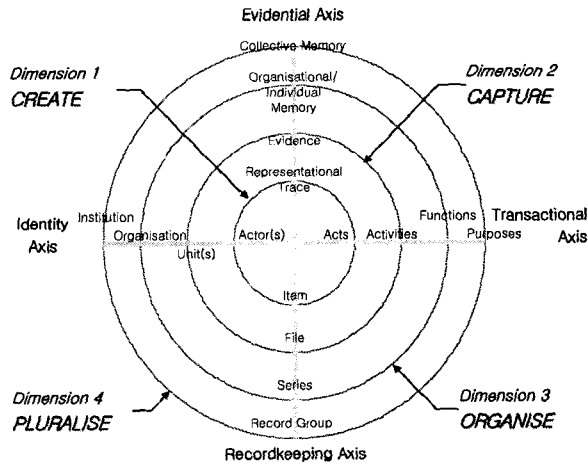 Evidential Axis
Collective Memory
Dimension 1
CREATE
Organisational/
Individual
Memory
Dimension 2
CAPTURE
Evidence
Representational
Trace
Identity
Axis
Institution
Organisation
Unit(s)
Actor(s)
Acts
Activities
Functions
Purposes
Transactional
Axis
Item
File
Series
Record Group
Dimension 4
PLURALISE
Dimension 3
ORGANISE
Recordkeeping Axis